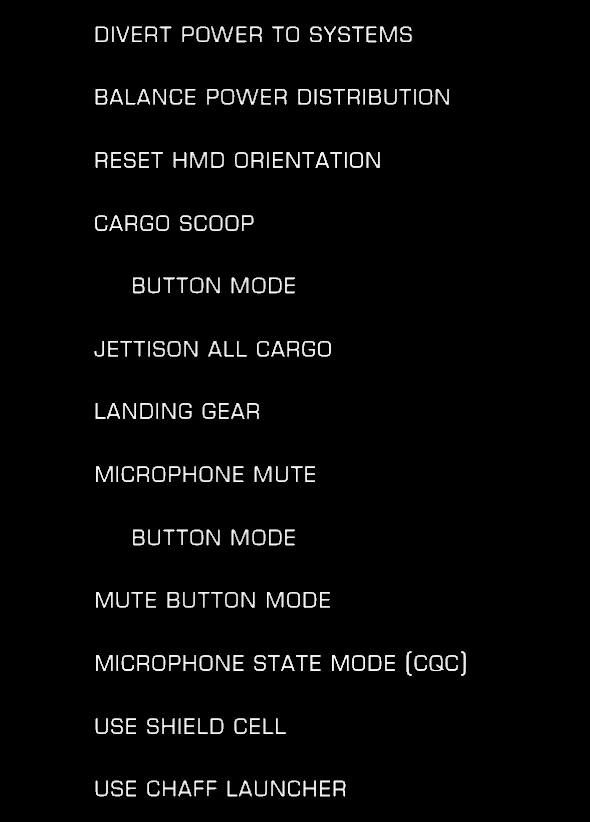 DIVERT POWER TO SYSTEMS
BALANCE POWER DISTRIBUTION
RESET HMD ORIENTATION
CARGO SCOOP
BUTTON MODE
JETTISON ALL CARGO
LANDING GEAR
MICROPHONE MUTE
BUTTON MODE
MUTE BUTTON MODE
MICROPHONE STATE MODE (CQC)
USE SHIELD CELL
USE CHAFF LAUNCHER